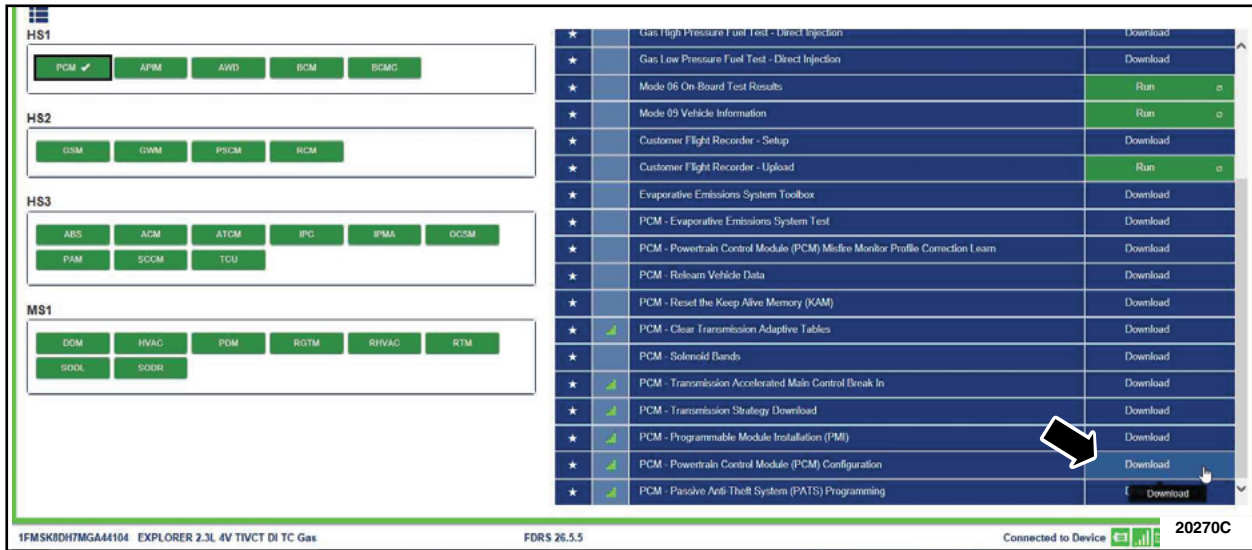 HS1
PCM ✔ APIM AWD BCM BCMC
HS2
GSM GWM PSCM RCM
HS3
ABS ACM ATCM IPC IPMA OCSM
PAM SCCM TCU
MS1
DDM HVAC PDM RGTM RHVAC RTM
SODL SODR
Gas High Pressure Fuel Test - Direct Injection Download
Gas Low Pressure Fuel Test - Direct Injection Download
Mode 06 On-Board Test Results Run
Mode 09 Vehicle Information Run
Customer Flight Recorder - Setup Download
Customer Flight Recorder - Upload Run
Evaporative Emissions System Toolbox Download
PCM - Evaporative Emissions System Test Download
PCM - Powertrain Control Module (PCM) Misfire Monitor Profile Correction Learn Download
PCM - Relearn Vehicle Data Download
PCM - Reset the Keep Alive Memory (KAM) Download
PCM - Clear Transmission Adaptive Tables Download
PCM - Solenoid Bands Download
PCM - Transmission Accelerated Main Control Break In Download
PCM - Transmission Strategy Download Download
PCM - Programmable Module Installation (PMI) Download
PCM - Powertrain Control Module (PCM) Configuration Download
PCM - Passive Anti-Theft System (PATS) Programming
Download
1FMSK8DH7MGA44104 EXPLORER 2.3L 4V TIVCT DI TC Gas FDRS 26.5.5 Connected to Device
20270C